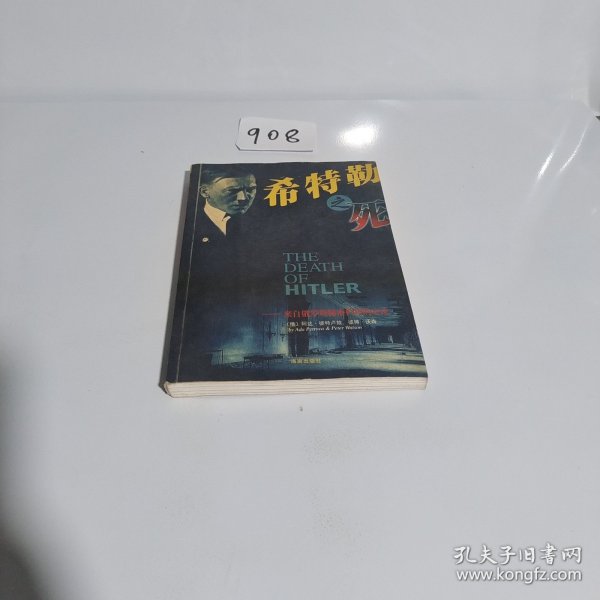 908
希特勒
之死
THE
DEATH
OF
HITLER
by Ada Petrova & Peter Watson
孔夫子旧书网
www.kongfz.com